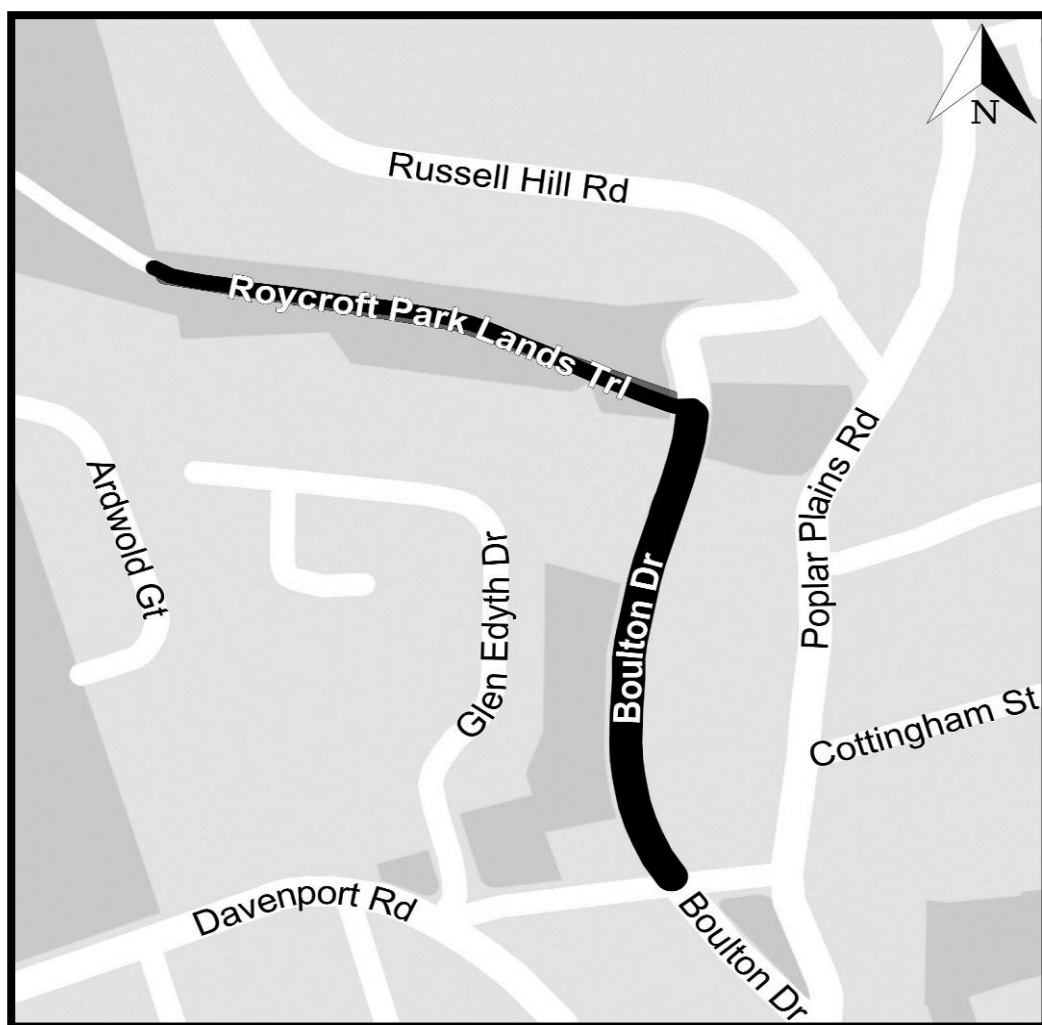 N
Russell Hill Rd
Roycroft Park Lands Trl
Poplar Plains Rd
Ardwold Gt
Glen Edyth Dr
Boulton Dr
Cottingham St
Davenport Rd
Boulton Dr